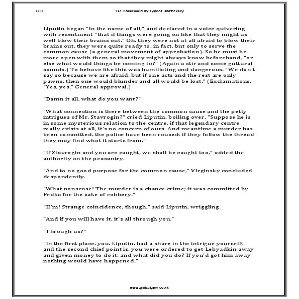 Liputin began "in the name of all," and declared in a voice quivering
with resentment "that if things were going on like this they might as
well blow their brains out." Oh, they were not at all afraid to blow their
brains out, they were quite ready to, in fact, but only to serve the
common cause (a general movement of approbation). So he must be
more open with them so that they might always know beforehand, "or
else what would things be coming to?" (Again a stir and some guttural
sounds.) To behave like this was humiliating and dangerous. "We don't
say so because we are afraid, but if one acts and the rest are only
pawns, then one would blunder and all would be lost." (Exclamations.
"Yes, yes." General approval.)
"Damn it all, what do you want?"
"What connection is there between the common cause and the petty
intrigues of Mr. Stavrogin?" cried Liputin, boiling over. "Suppose he is
in some mysterious relation to the centre, if that legendary centre
really exists at all, it's no concern of ours. And meantime a murder has
been committed, the police have been roused; if they follow the thread
they may find what it starts from."
"If Stavrogin and you are caught, we shall be caught too," added the
authority on the peasantry.
"And to no good purpose for the common cause," Virginsky concluded
despondently.
"What nonsense! The murder is a chance crime; it was committed by
Fedka for the sake of robbery."
"H'm! Strange coincidence, though," said Liputin, wriggling.
"And if you will have it, it's all through you."
"Through us?"
"In the first place, you, Liputin, had a share in the intrigue yourself;
and the second chief point is, you were ordered to get Lebyadkin away
and given money to do it; and what did you do? If you'd got him away
nothing would have happened."